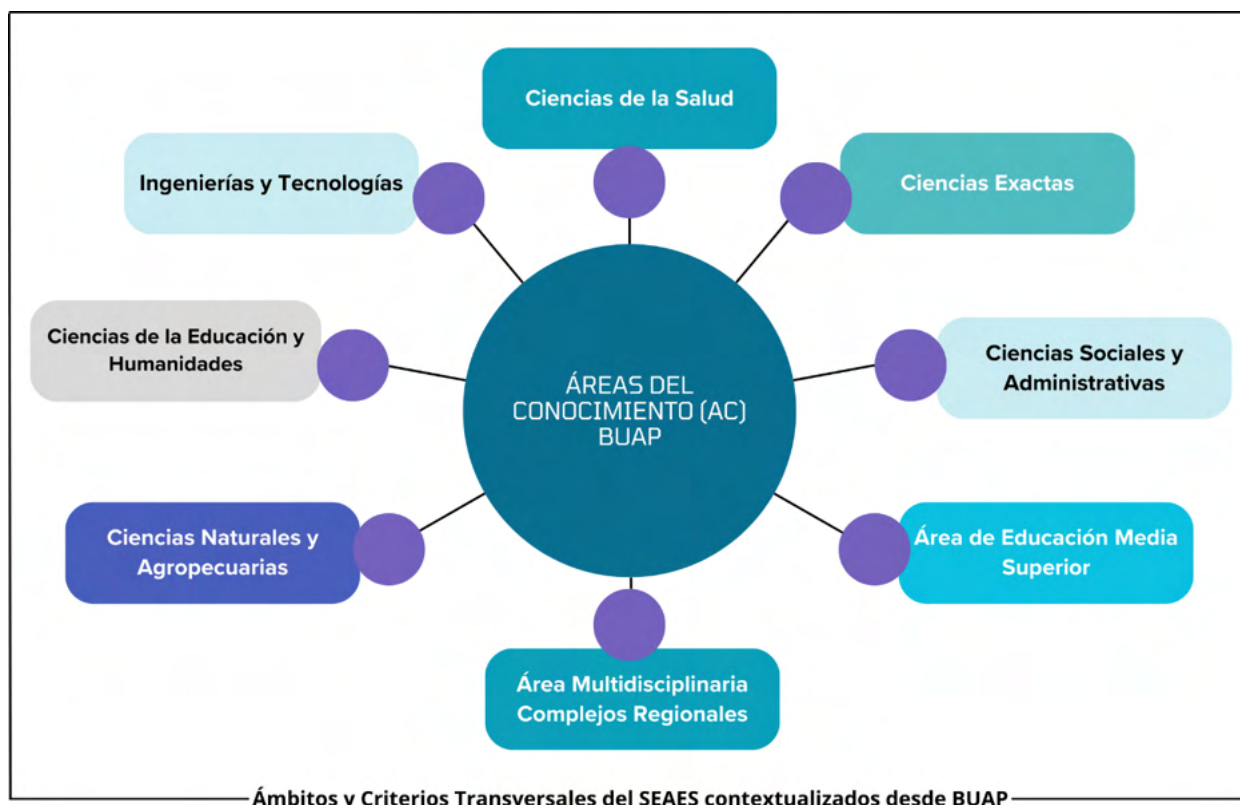 Ciencias de la Salud
Ingenierías y Tecnologías
Ciencias Exactas
Ciencias de la Educación y
Humanidades
ÁREAS DEL
CONOCIMIENTO (AC)
BUAP
Ciencias Sociales y
Administrativas
Ciencias Naturales y
Agropecuarias
Área de Educación Media
Superior
Área Multidisciplinaria
Complejos Regionales
Ámbitos y Criterios Transversales del SEAES contextualizados desde BUAP